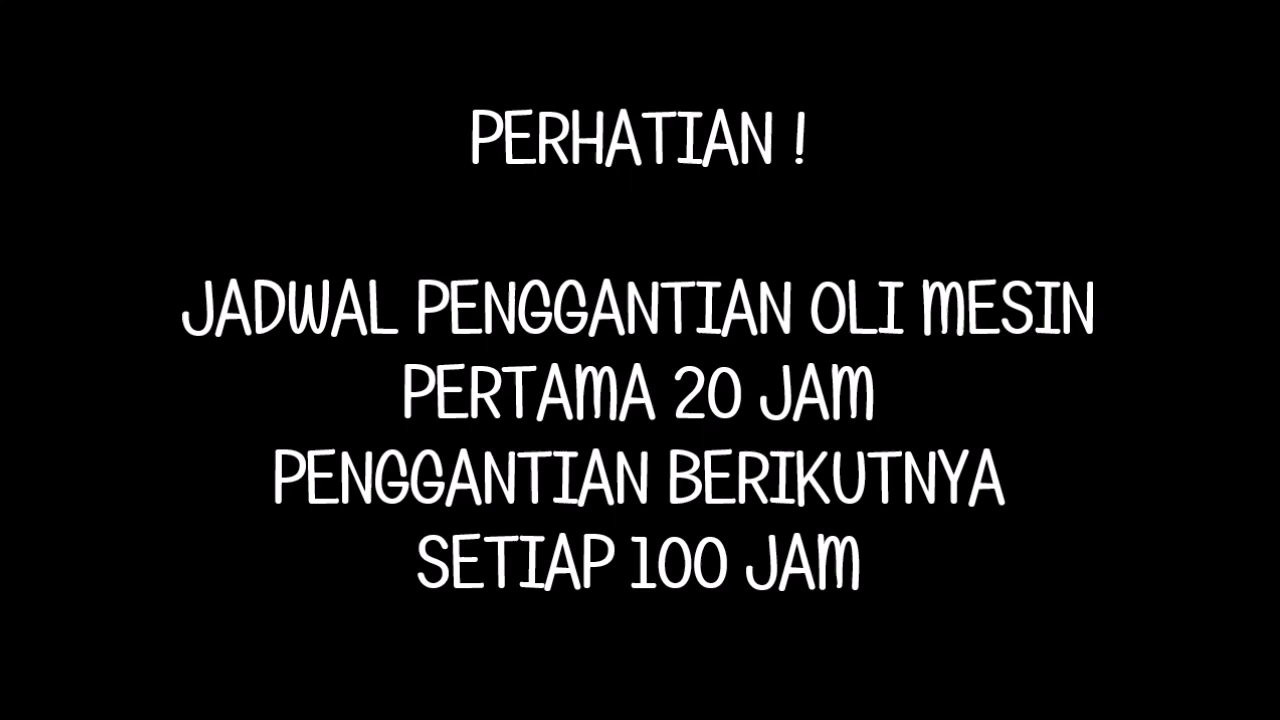 PERHATIAN !
JADWAL PENGGANTIAN OLI MESIN
PERTAMA 20 JAM
PENGGANTIAN BERIKUTNYA
SETIAP 100 JAM